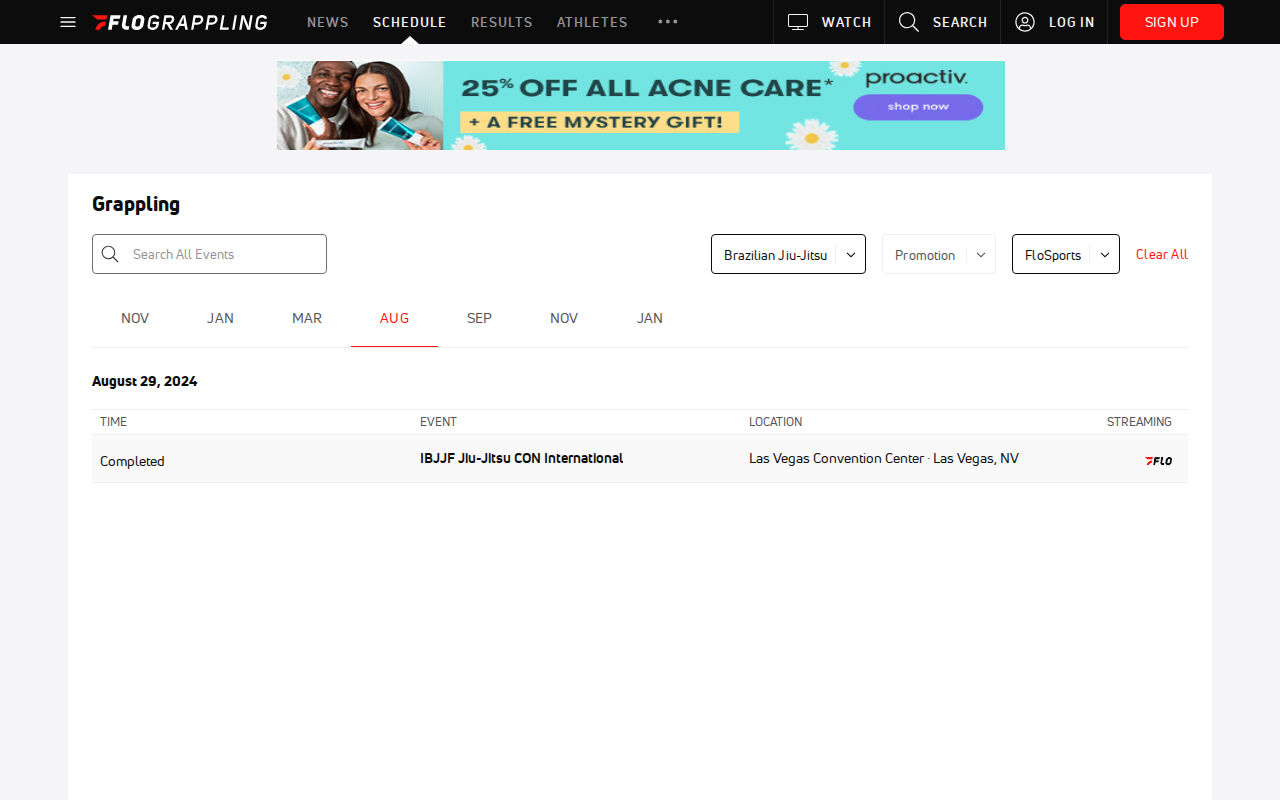 FLOGRAPPLING NEWS SCHEDULE RESULTS ATHLETES WATCH SEARCH LOG IN SIGN UP
25% OFF ALL ACNE CARE*
+ A FREE MYSTERY GIFT!
proactiv.
shop now
Grappling
Search All Events Brazilian Jiu-Jitsu Promotion FloSports Clear All
NOV JAN MAR AUG SEP NOV JAN
August 29, 2024
TIME EVENT LOCATION STREAMING
Completed IBJJF Jiu-Jitsu CON International Las Vegas Convention Center · Las Vegas, NV FLO